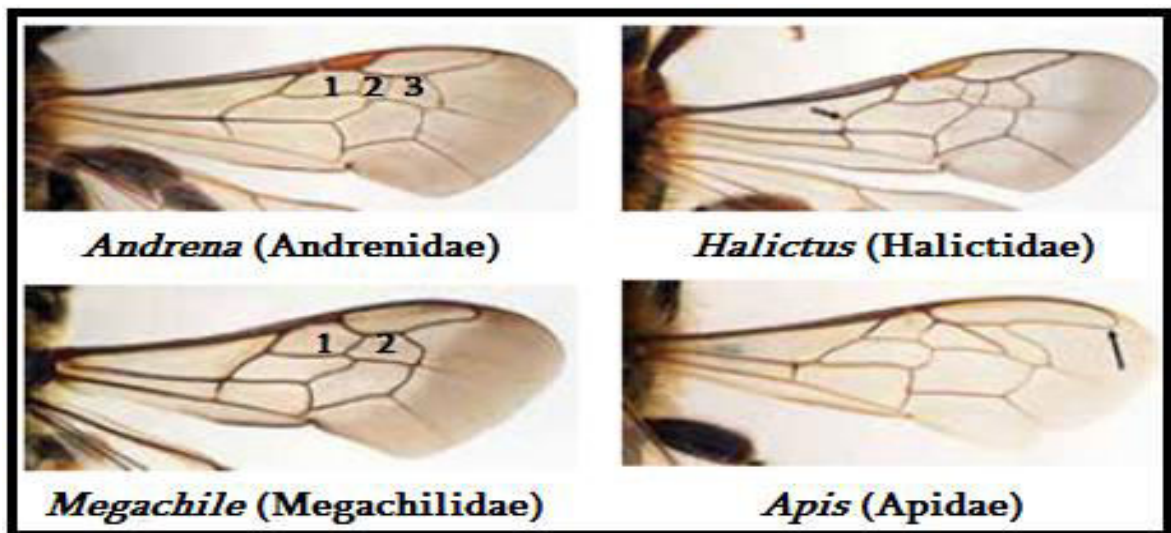 1 2 3
Andrena (Andrenidae)
Halictus (Halictidae)
1 2
Megachile (Megachilidae)
Apis (Apidae)